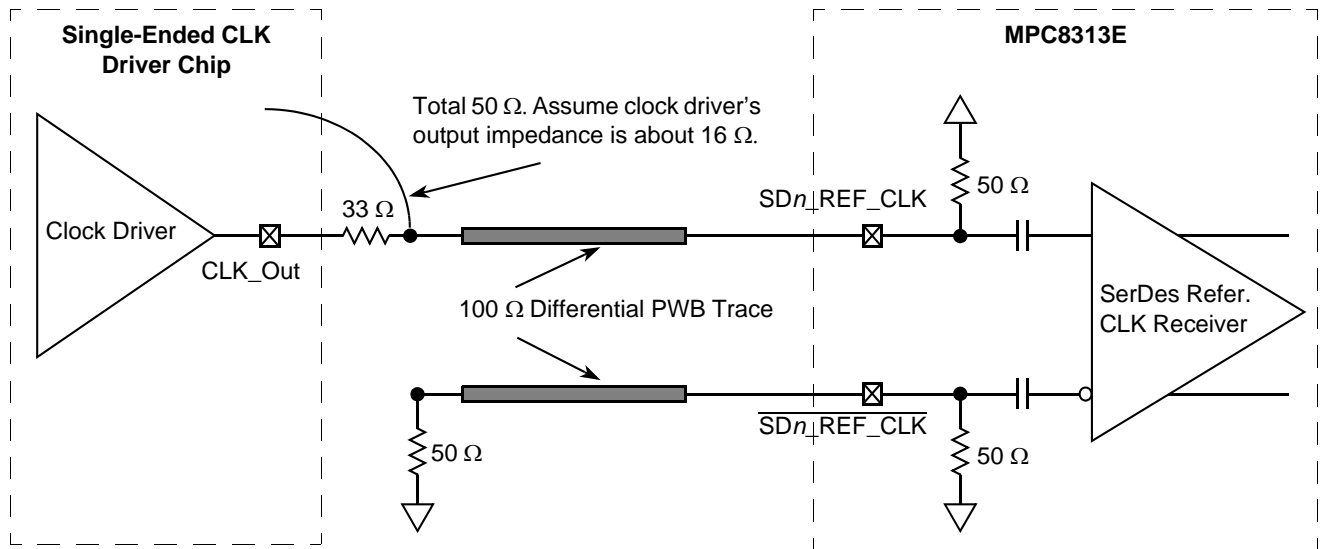 Single-Ended CLK
Driver Chip
MPC8313E
Total 50 Ω. Assume clock driver's
output impedance is about 16 Ω.
SDn_REF_CLK
50 Ω
33 Ω
Clock Driver
CLK_Out
100 Ω Differential PWB Trace
SerDes Refer.
CLK Receiver
SDn_REF_CLK
50 Ω
50 Ω